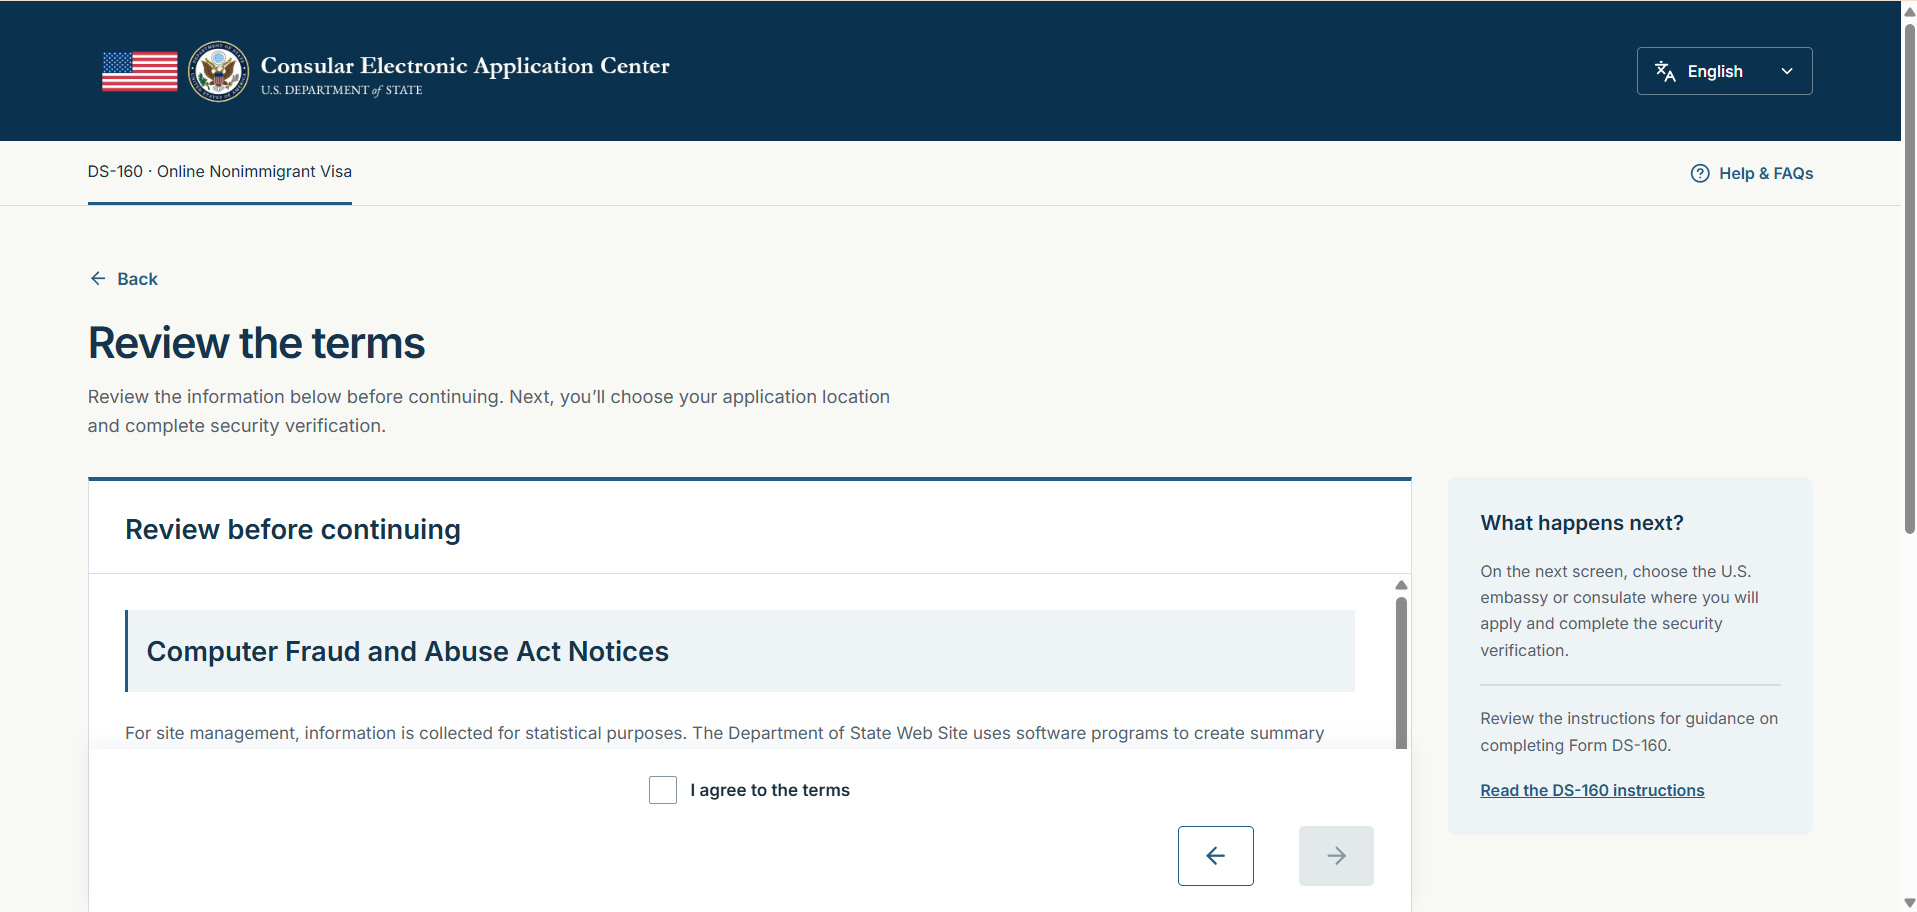 Consular Electronic Application Center
U.S. DEPARTMENT of STATE
English
DS-160 · Online Nonimmigrant Visa
Help & FAQs
Back
Review the terms
Review the information below before continuing. Next, you’ll choose your application location
and complete security verification.
Review before continuing
Computer Fraud and Abuse Act Notices
For site management, information is collected for statistical purposes. The Department of State Web Site uses software programs to create summary
I agree to the terms
What happens next?
On the next screen, choose the U.S.
embassy or consulate where you will
apply and complete the security
verification.
Review the instructions for guidance on
completing Form DS-160.
Read the DS-160 instructions